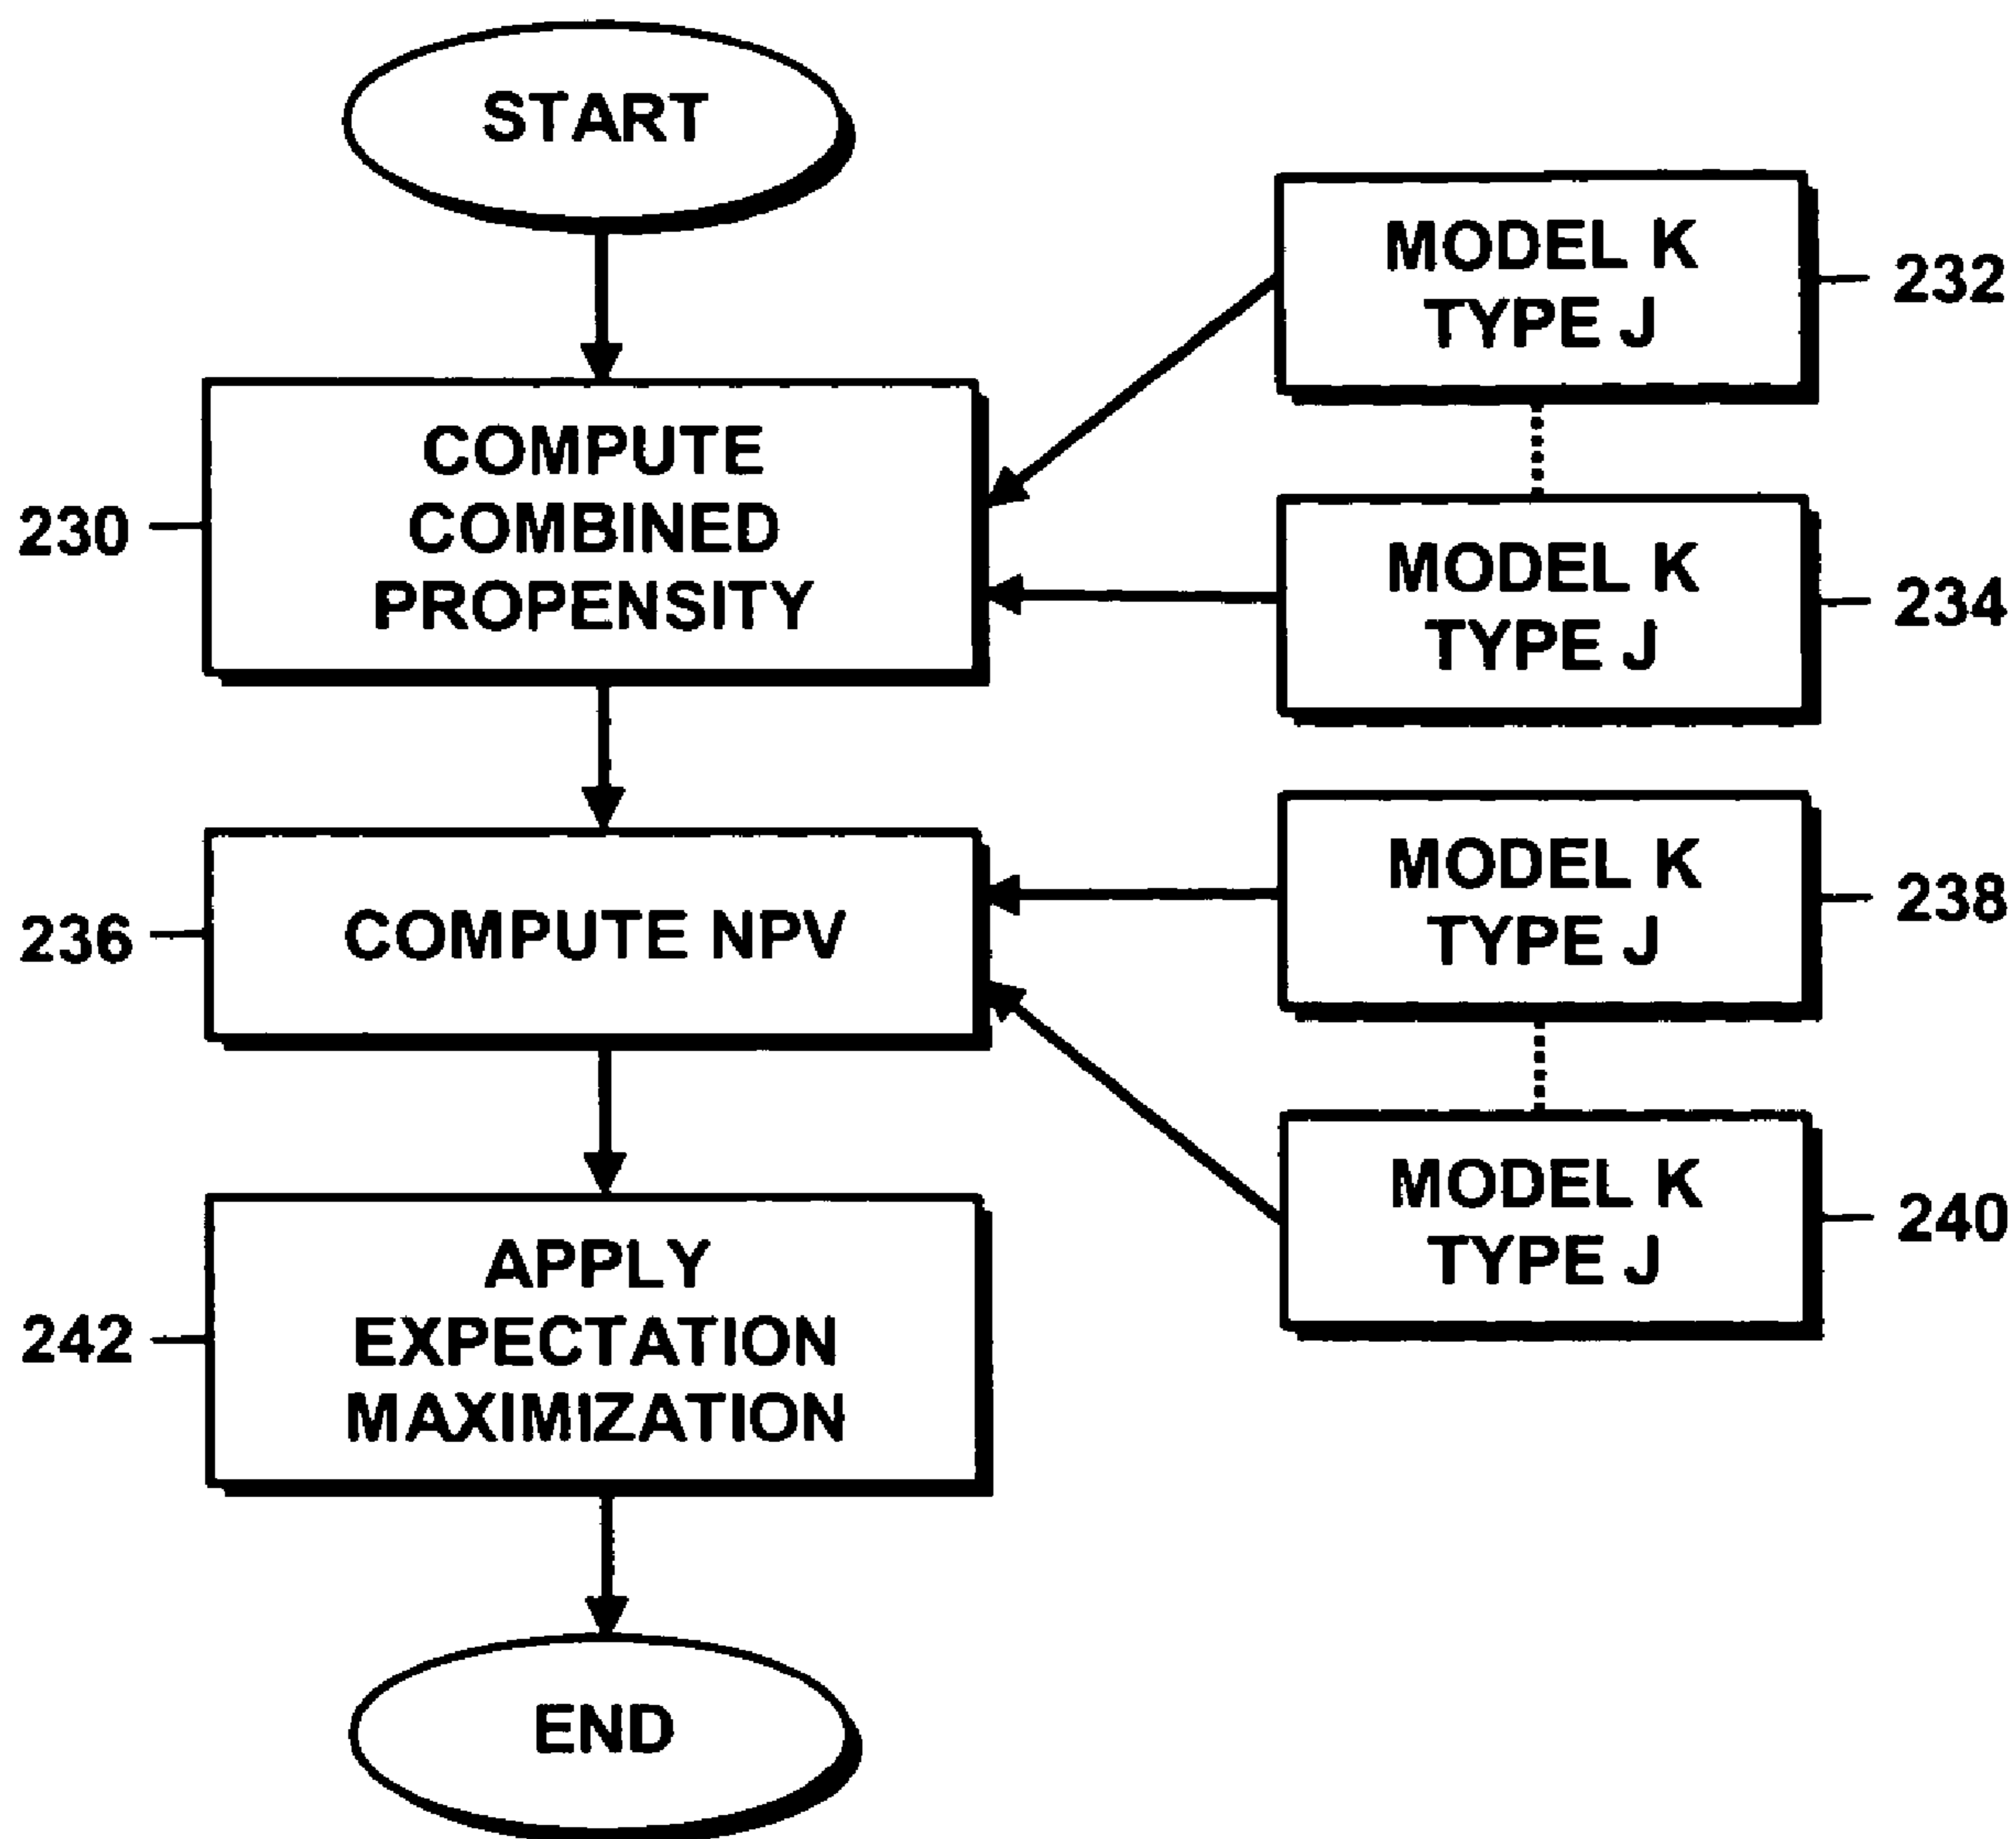 START
MODEL K
TYPE J
232
COMPUTE
COMBINED
PROPENSITY
230
MODEL K
TYPE J
234
COMPUTE NPV
236
MODEL K
TYPE J
238
MODEL K
TYPE J
240
APPLY
EXPECTATION
MAXIMIZATION
242
END